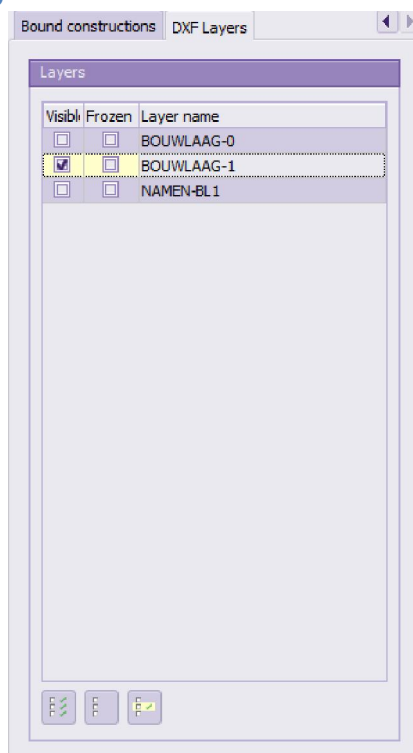 Bound constructions DXF Layers
Layers
Visibl Frozen Layer name
BOUWLAAG-0
BOUWLAAG-1
NAMEN-BL1